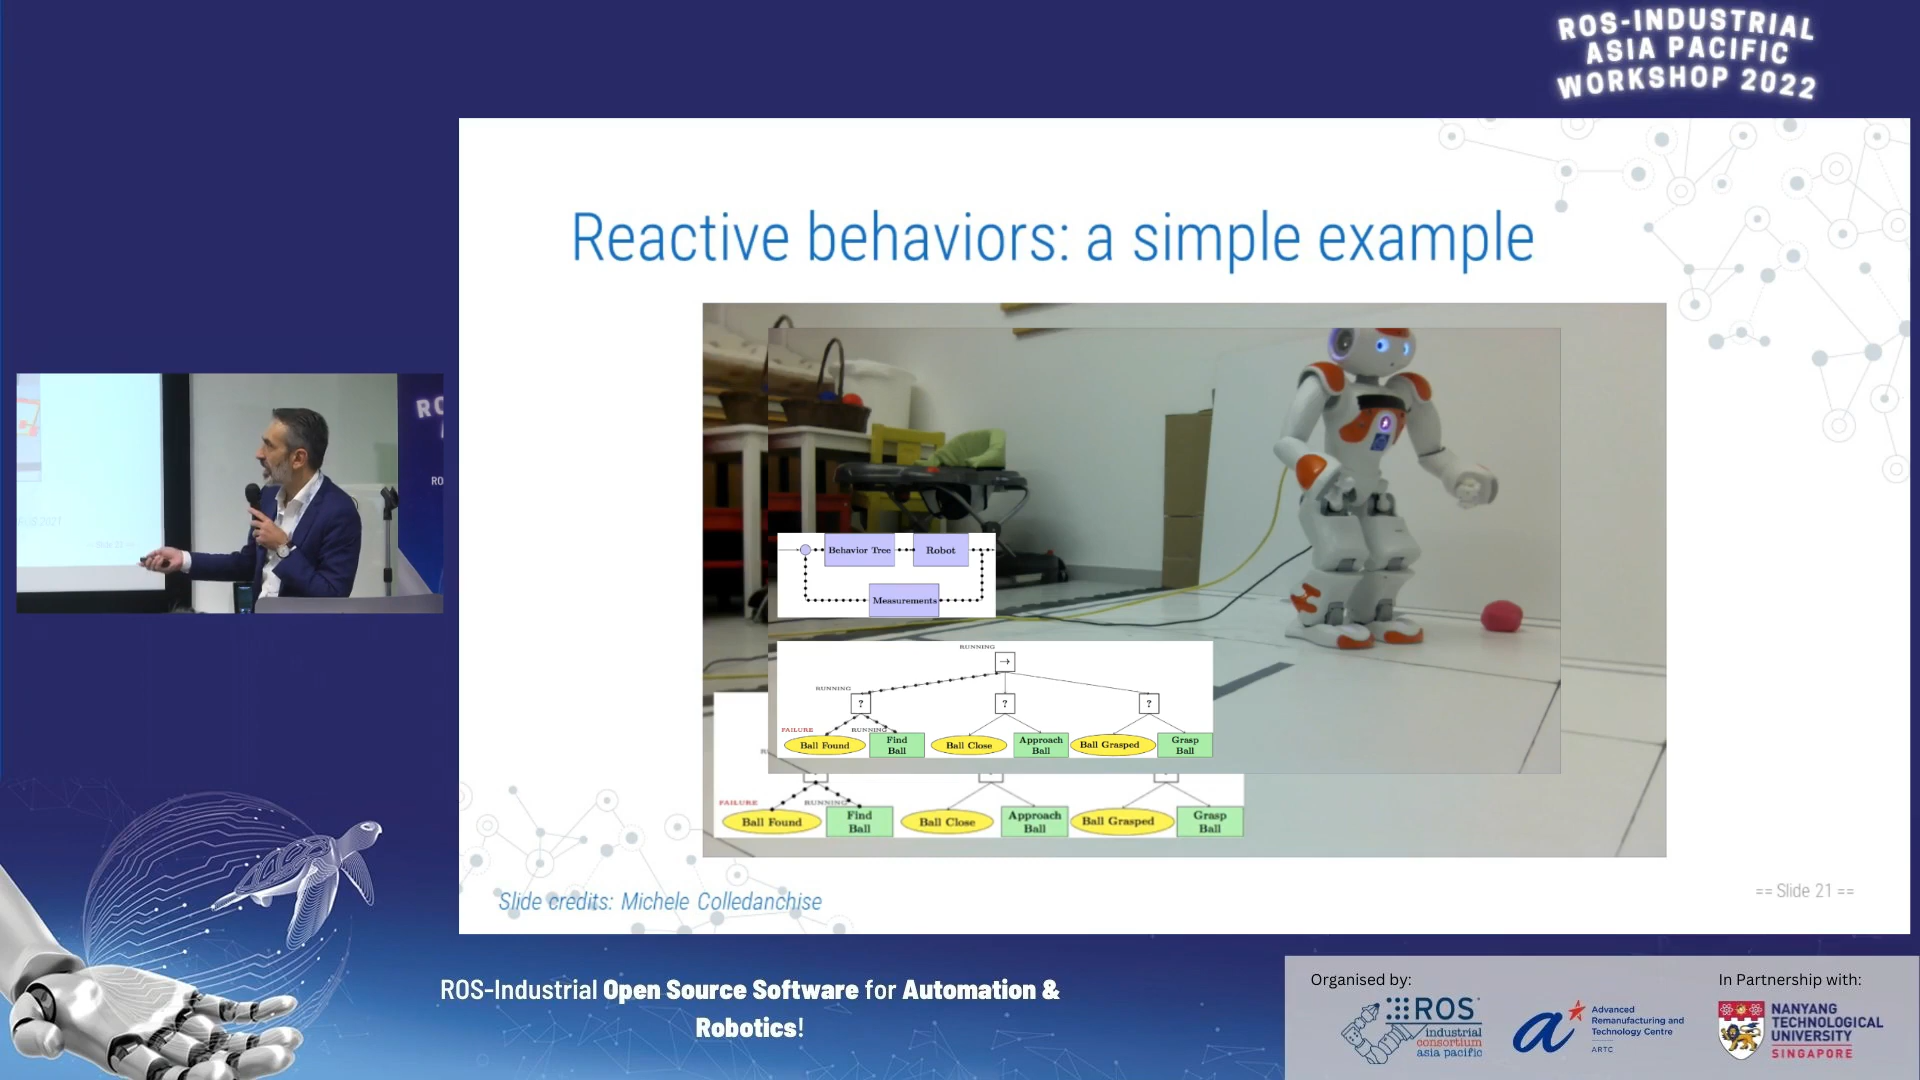 ROS-INDUSTRIAL
ASIA PACIFIC
WORKSHOP 2022
Reactive behaviors: a simple example
Behavior Tree
Robot
Measurements
RUNNING
→
RUNNING
?
?
?
FAILURE
RUNNING
Ball Found
Find
Ball
Ball Close
Approach
Ball
Ball Grasped
Grasp
Ball
FAILURE
RUNNING
Ball Found
Find
Ball
Ball Close
Approach
Ball
Ball Grasped
Grasp
Ball
Slide credits: Michele Colledanchise
== Slide 21 ==
ROS-Industrial Open Source Software for Automation &
Robotics!
Organised by:
In Partnership with:
ROS
industrial
consortium
asia pacific
Advanced
Remanufacturing and
Technology Centre
ARTC
NANYANG
TECHNOLOGICAL
UNIVERSITY
SINGAPORE